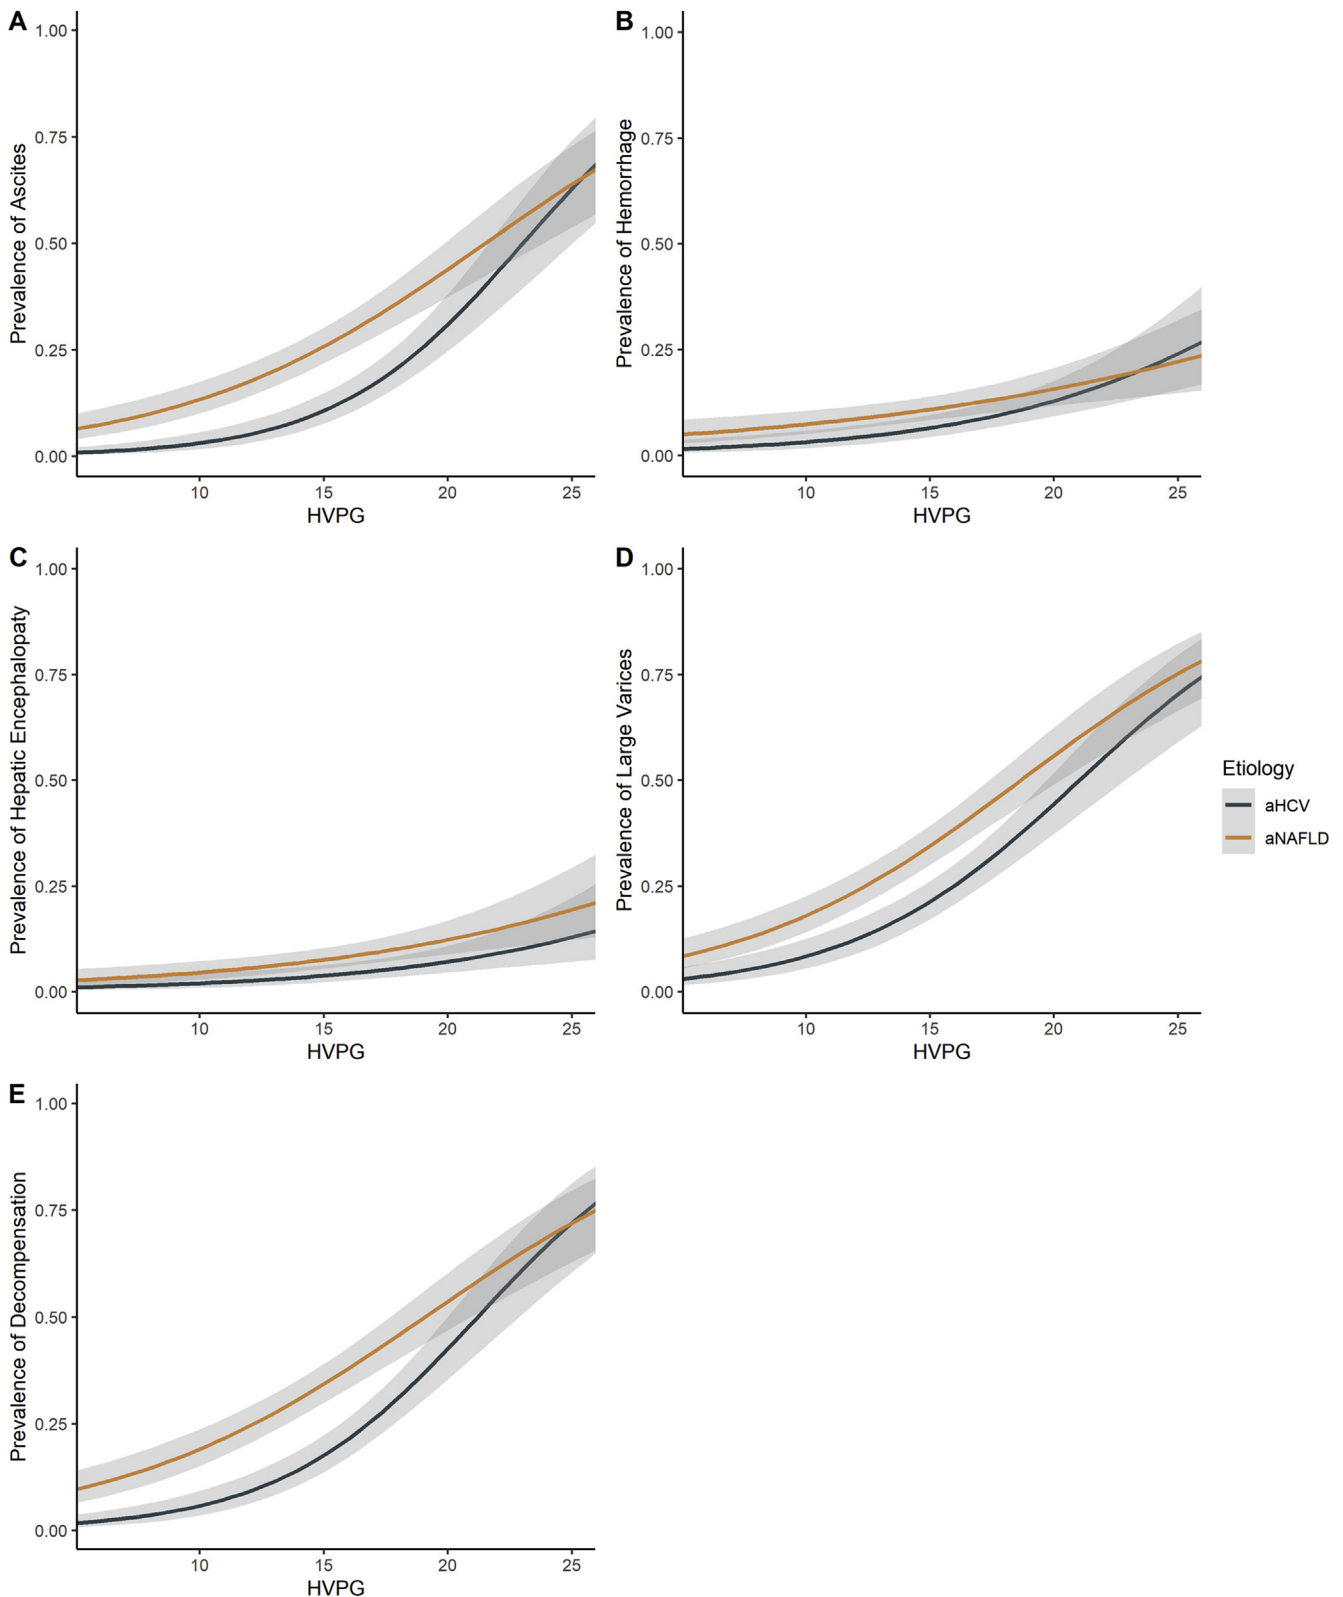 A
Prevalence of Ascites
1.00
0.75
0.50
0.25
0.00
10 15 20 25
HVPG
B
Prevalence of Hemorrhage
1.00
0.75
0.50
0.25
0.00
10 15 20 25
HVPG
C
Prevalence of Hepatic Encephalopaty
1.00
0.75
0.50
0.25
0.00
10 15 20 25
HVPG
D
Prevalence of Large Varices
1.00
0.75
0.50
0.25
0.00
10 15 20 25
HVPG
Etiology
aHCV
aNAFLD
E
Prevalence of Decompensation
1.00
0.75
0.50
0.25
0.00
10 15 20 25
HVPG